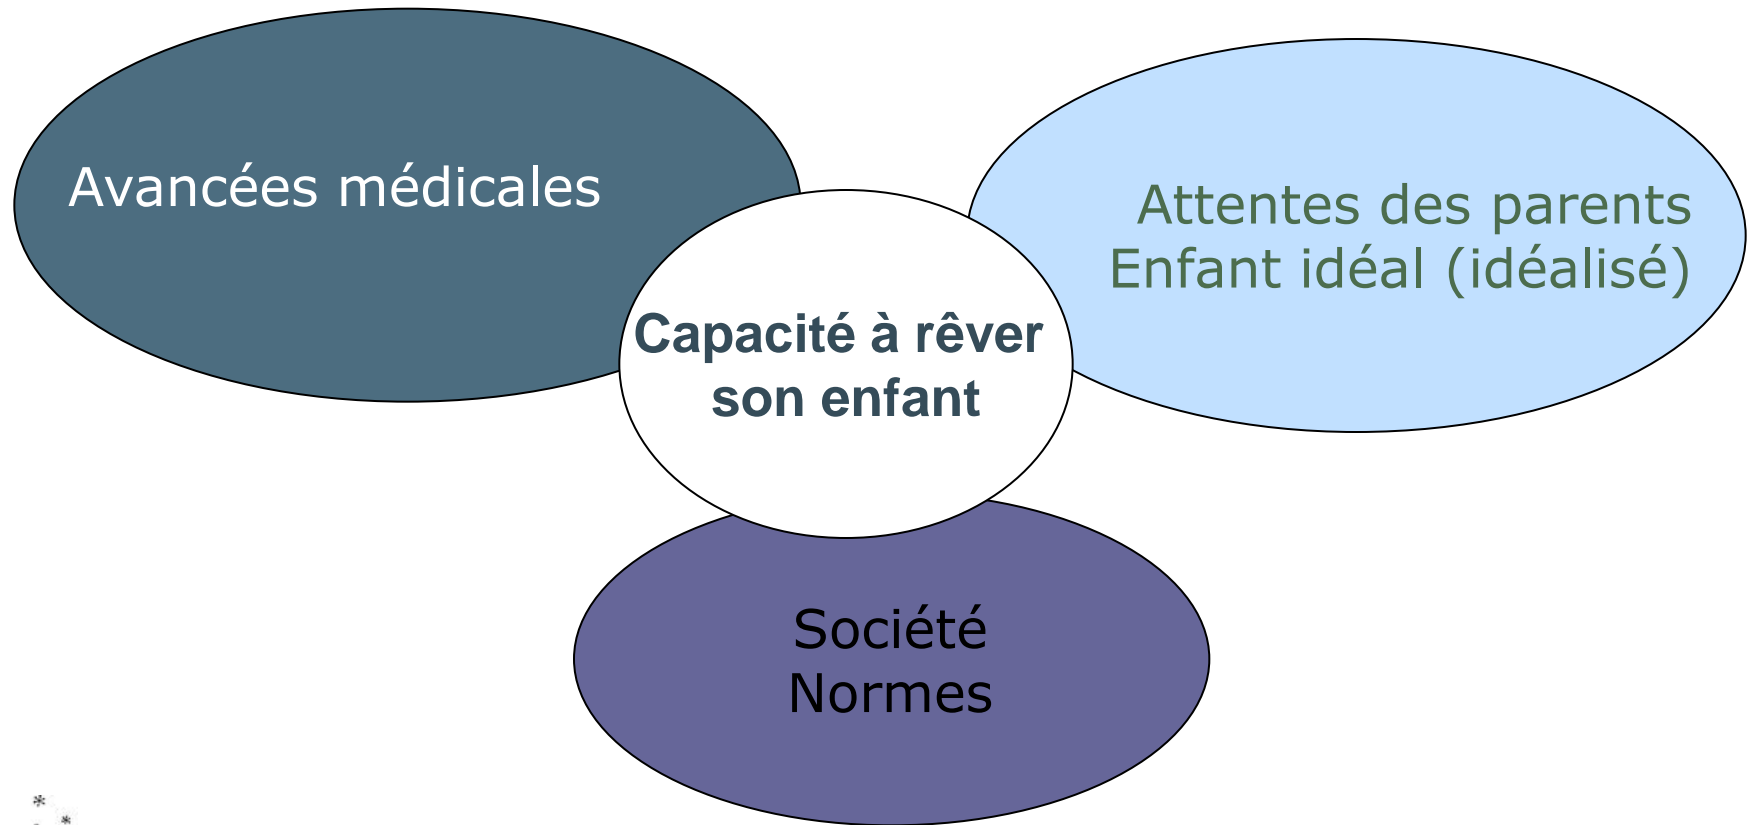 Avancées médicales
Attentes des parents
Enfant idéal (idéalisé)
Capacité à rêver
son enfant
Société
Normes